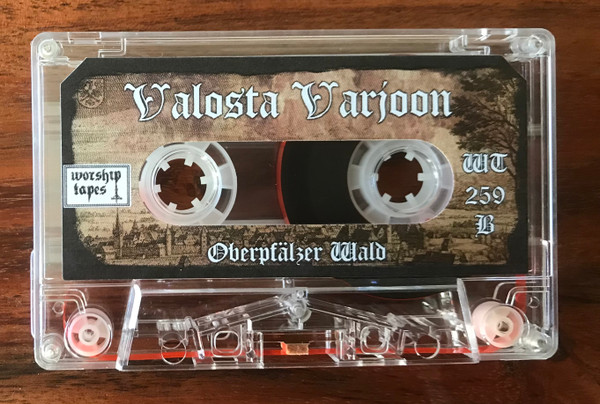 Valosta Varjoon
worship
tapes
WT
259
B
Oberpfälzer Wald